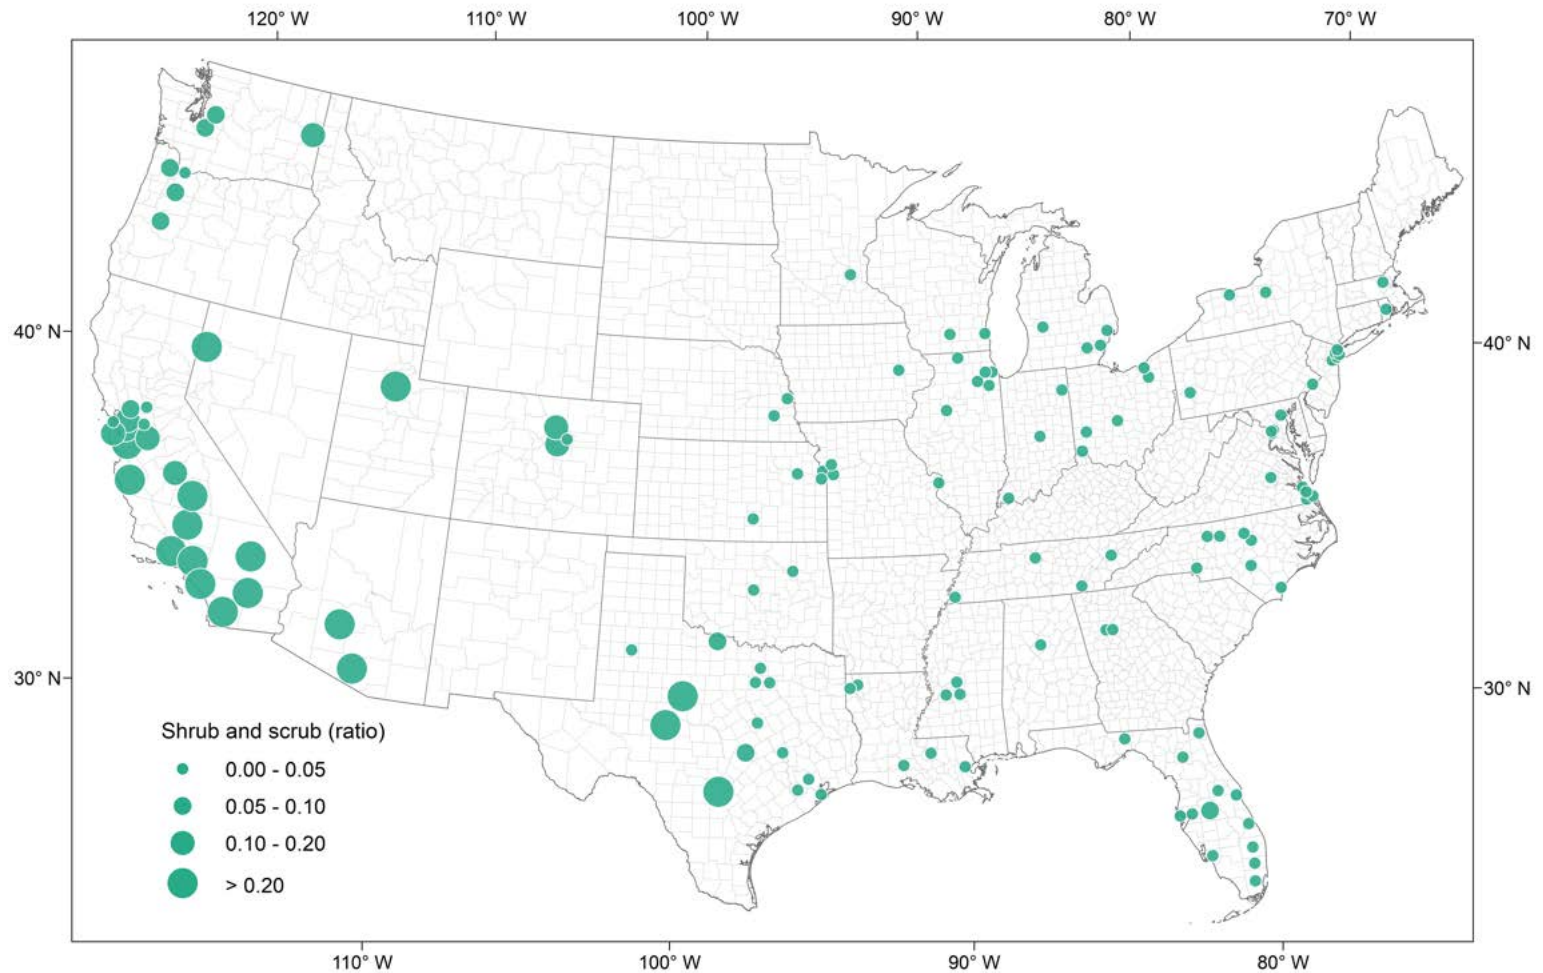 120° W 110° W 100° W 90° W 80° W 70° W
40° N 40° N
30° N 30° N
Shrub and scrub (ratio)
0.00 - 0.05
0.05 - 0.10
0.10 - 0.20
> 0.20
110° W 100° W 90° W 80° W